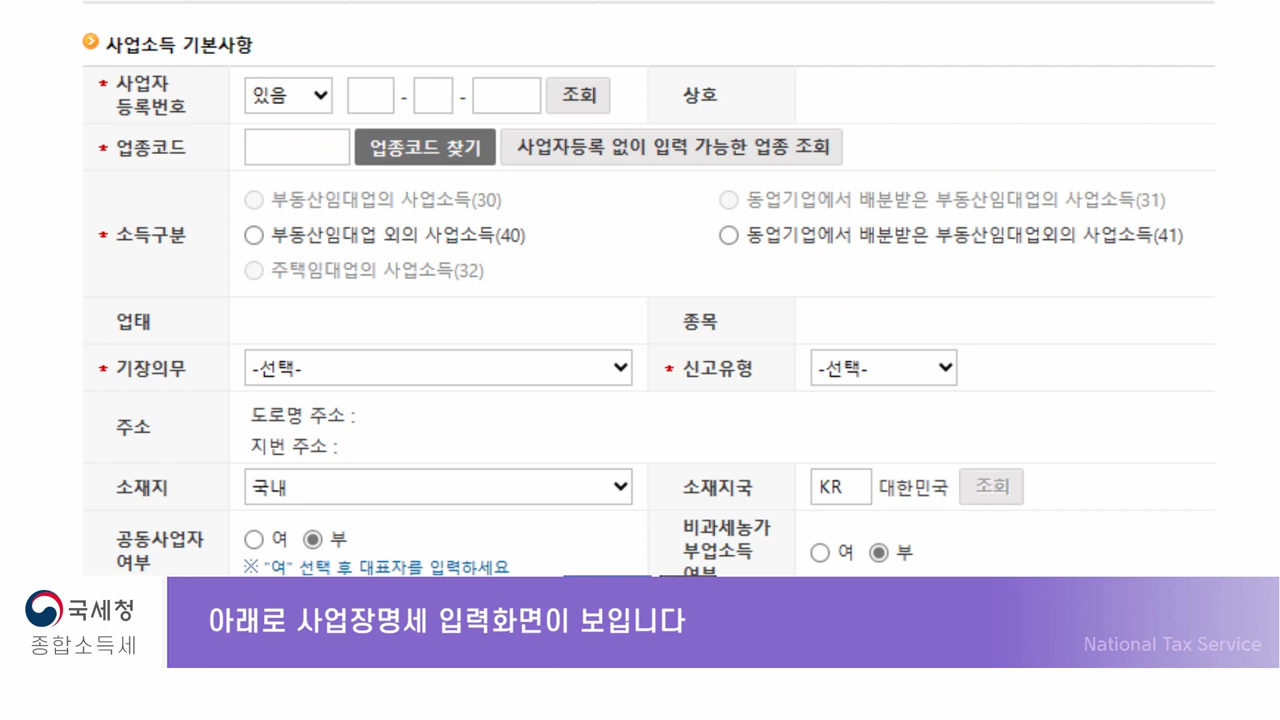 사업소득 기본사항
* 사업자 등록번호 있음 - - 조회 상호
* 업종코드 업종코드 찾기 사업자등록 없이 입력 가능한 업종 조회
* 소득구분
부동산임대업의 사업소득(30) 동업기업에서 배분받은 부동산임대업의 사업소득(31)
부동산임대업 외의 사업소득(40) 동업기업에서 배분받은 부동산임대업외의 사업소득(41)
주택임대업의 사업소득(32)
업태 종목
* 기장의무 -선택- * 신고유형 -선택-
주소
도로명 주소 :
지번 주소 :
소재지 국내 소재지국 KR 대한민국 조회
공동사업자
여부
여 부
※ "여" 선택 후 대표자를 입력하세요
비과세농가
부업소득
여부
여 부
국세청
종합소득세
아래로 사업장명세 입력화면이 보입니다
National Tax Service